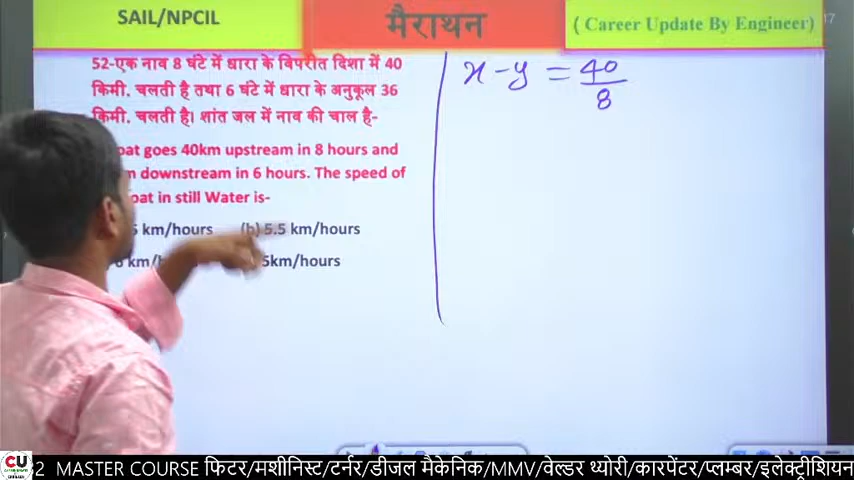 SAIL/NPCIL
मैराथन
( Career Update By Engineer)
17
52-एक नाव 8 घंटे में धारा के विपरीत दिशा में 40
किमी. चलती है तथा 6 घंटे में धारा के अनुकूल 36
किमी. चलती है। शांत जल में नाव की चाल है-
goes 40km upstream in 8 hours and
downstream in 6 hours. The speed of
in still Water is-
km/hours (b) 5.5 km/hours
5km/hours
x - y = 40/8
CU
2 MASTER COURSE फिटर/मशीनिस्ट/टर्नर/डीजल मैकेनिक/MMV/वेल्डर थ्योरी/कारपेंटर/प्लम्बर/इलेक्ट्रीशियन